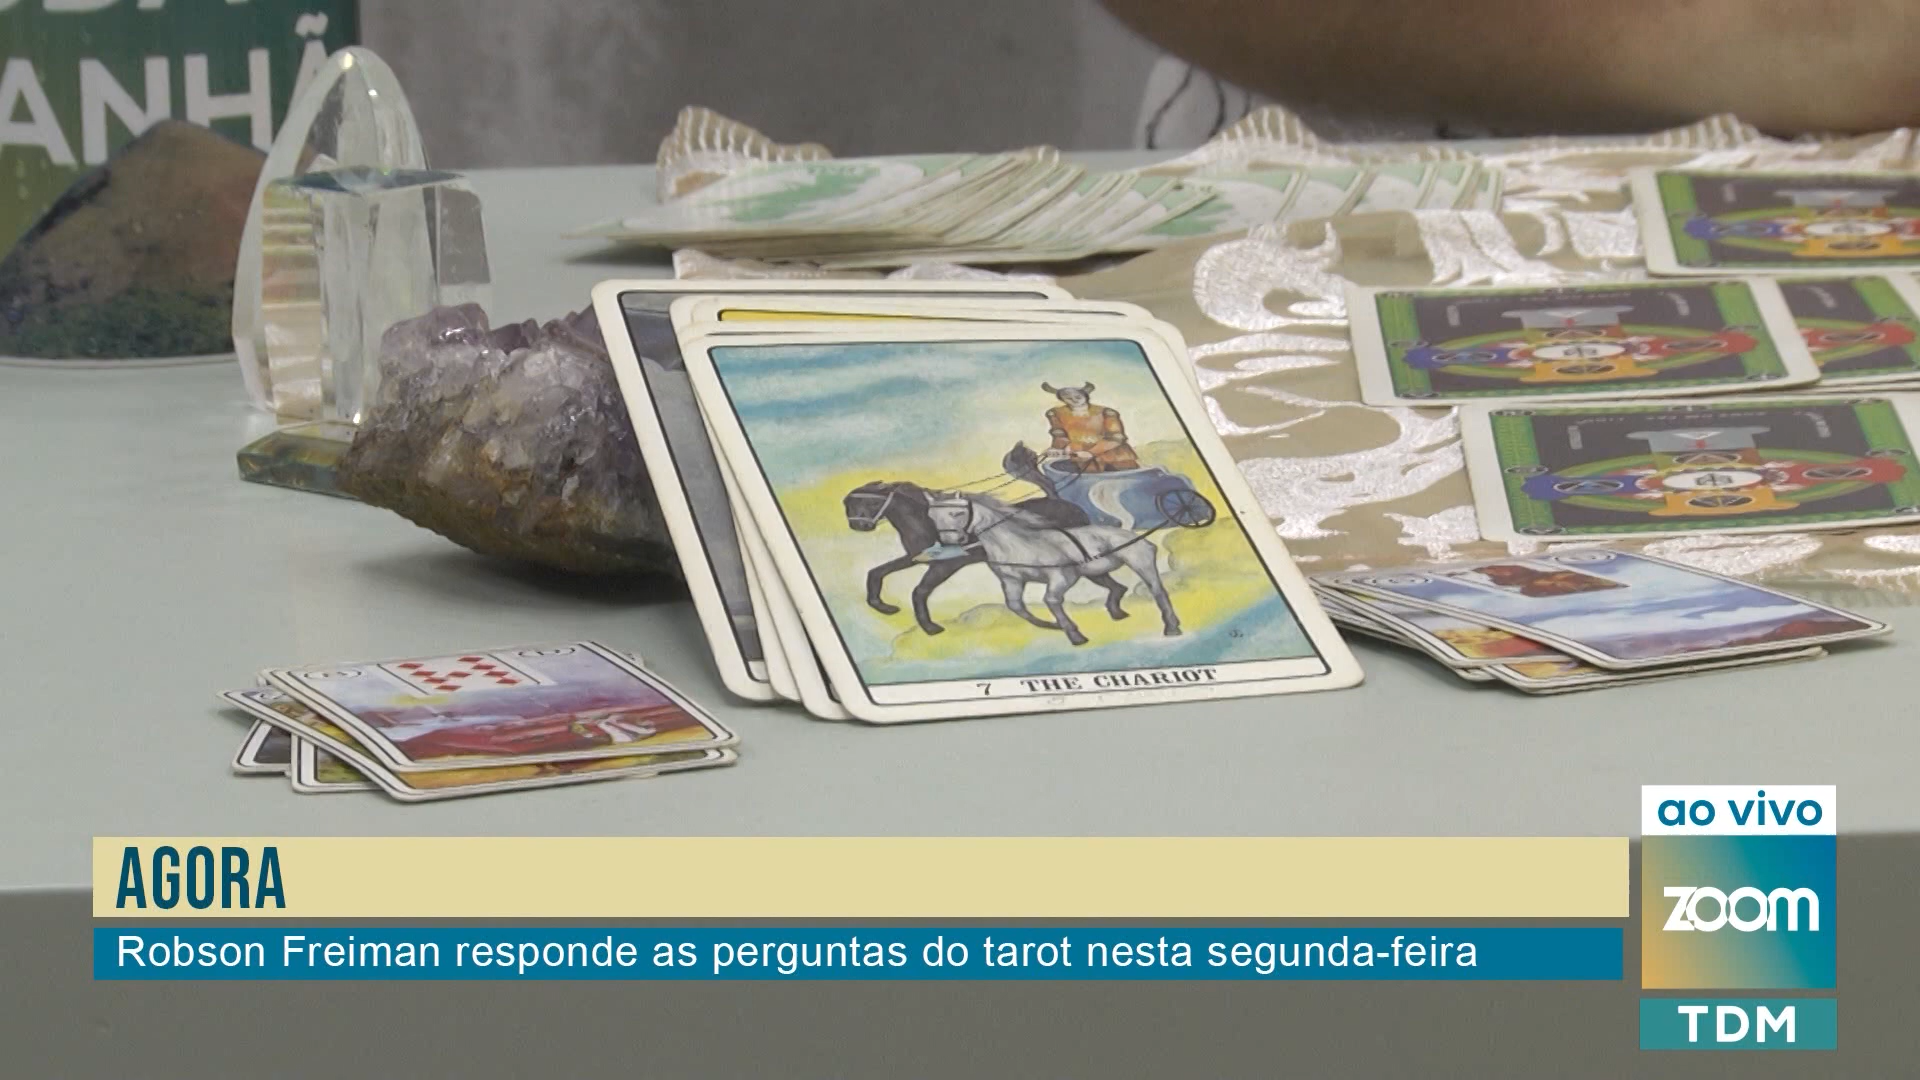 ANHÃ
7 THE CHARIOT
AGORA
Robson Freiman responde as perguntas do tarot nesta segunda-feira
ao vivo
ZOOM
TDM